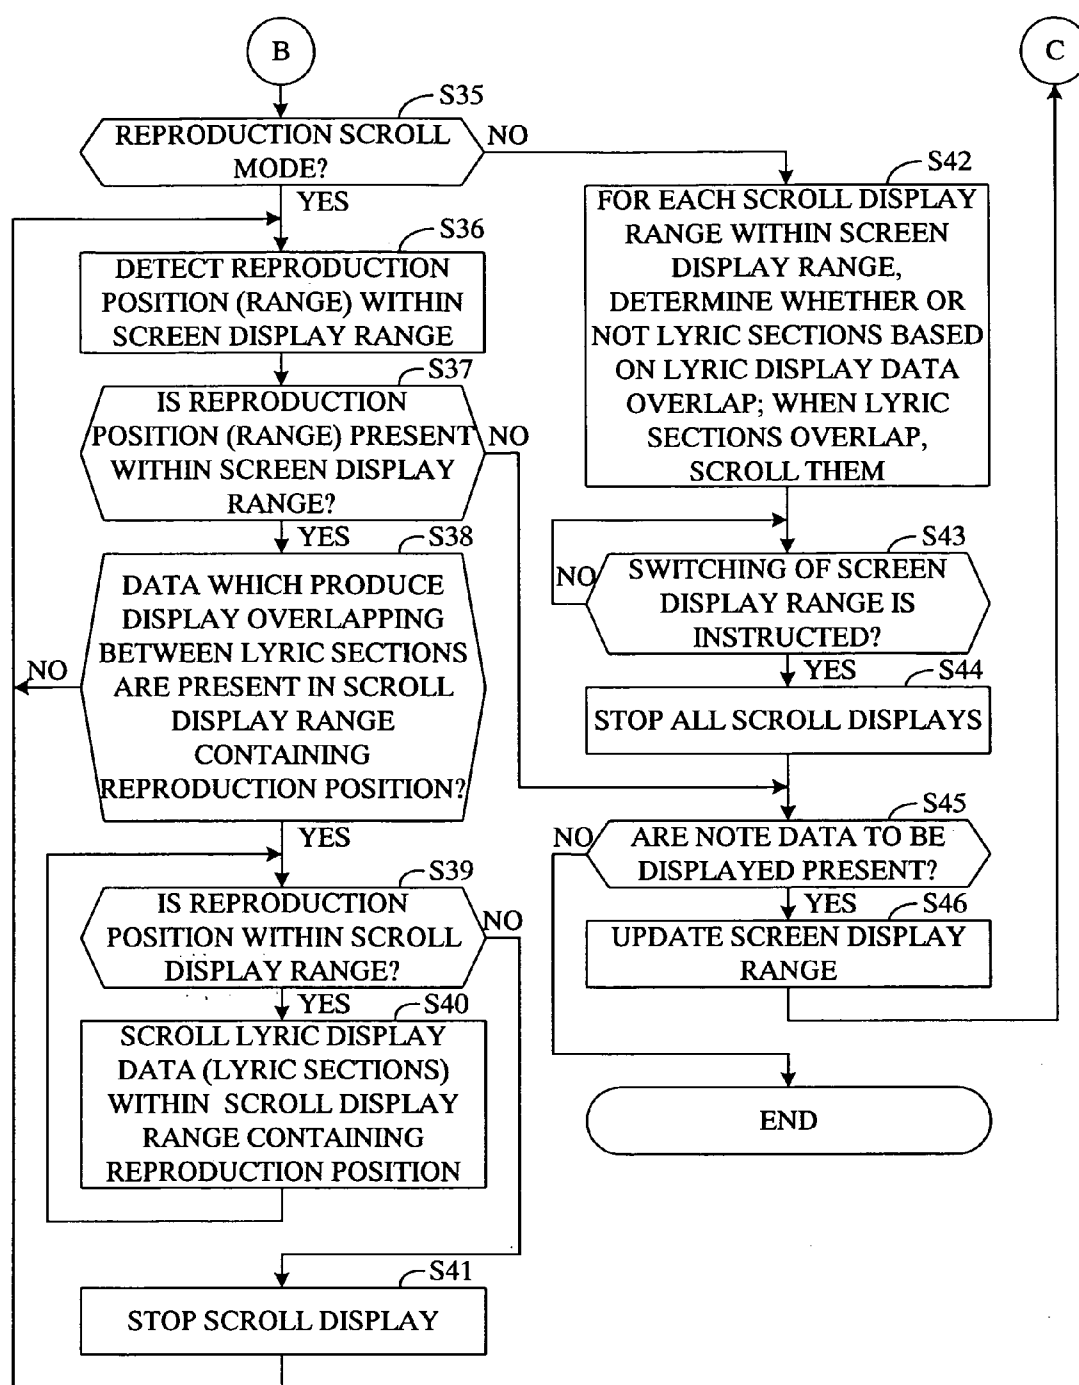 B
S35
REPRODUCTION SCROLL
MODE?
NO
YES
S36
DETECT REPRODUCTION
POSITION (RANGE) WITHIN
SCREEN DISPLAY RANGE
S37
IS REPRODUCTION
POSITION (RANGE) PRESENT
WITHIN SCREEN DISPLAY
RANGE?
NO
YES
S38
DATA WHICH PRODUCE
DISPLAY OVERLAPPING
BETWEEN LYRIC SECTIONS
ARE PRESENT IN SCROLL
DISPLAY RANGE
CONTAINING
REPRODUCTION POSITION?
NO
YES
S39
IS REPRODUCTION
POSITION WITHIN SCROLL
DISPLAY RANGE?
NO
YES
S40
SCROLL LYRIC DISPLAY
DATA (LYRIC SECTIONS)
WITHIN SCROLL DISPLAY
RANGE CONTAINING
REPRODUCTION POSITION
S41
STOP SCROLL DISPLAY
C
S42
FOR EACH SCROLL DISPLAY
RANGE WITHIN SCREEN
DISPLAY RANGE,
DETERMINE WHETHER OR
NOT LYRIC SECTIONS BASED
ON LYRIC DISPLAY DATA
OVERLAP; WHEN LYRIC
SECTIONS OVERLAP,
SCROLL THEM
S43
SWITCHING OF SCREEN
DISPLAY RANGE IS
INSTRUCTED?
NO
YES
S44
STOP ALL SCROLL DISPLAYS
S45
ARE NOTE DATA TO BE
DISPLAYED PRESENT?
NO
YES
S46
UPDATE SCREEN DISPLAY
RANGE
END